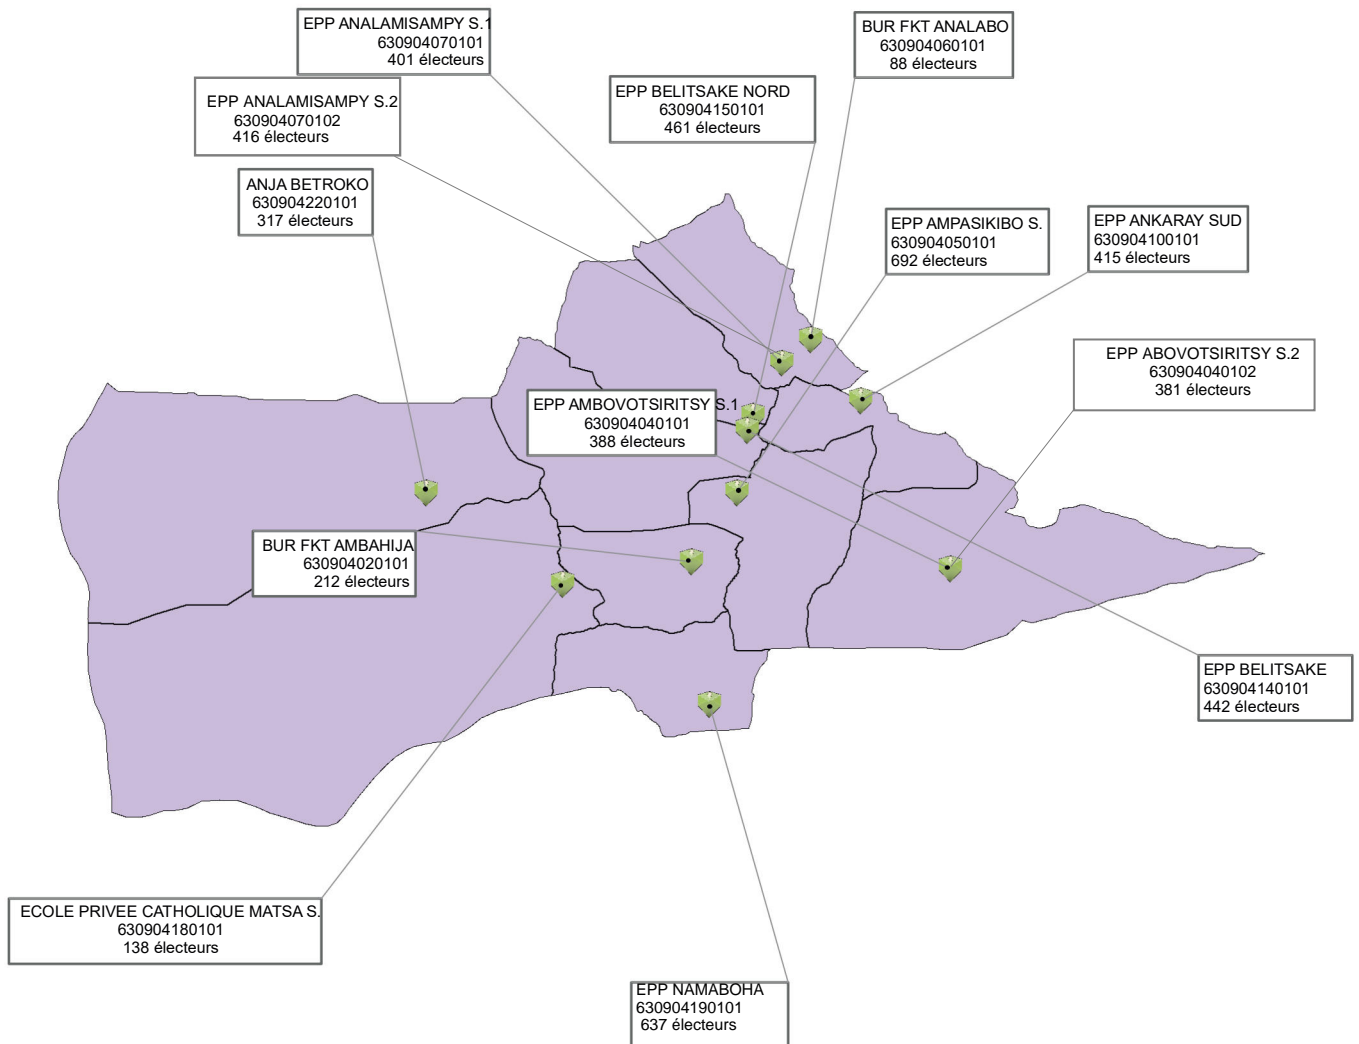 EPP ANALAMISAMPY S.1
630904070101
401 électeurs
BUR FKT ANALABO
630904060101
88 électeurs
EPP ANALAMISAMPY S.2
630904070102
416 électeurs
EPP BELITSAKE NORD
630904150101
461 électeurs
ANJA BETROKO
630904220101
317 électeurs
EPP AMPASIKIBO S.
630904050101
692 électeurs
EPP ANKARAY SUD
630904100101
415 électeurs
EPP ABOVOTSIRITSY S.2
630904040102
381 électeurs
EPP AMBOVOTSIRITSY S.1
630904040101
388 électeurs
BUR FKT AMBAHIJA
630904020101
212 électeurs
EPP BELITSAKE
630904140101
442 électeurs
ECOLE PRIVEE CATHOLIQUE MATSA S.
630904180101
138 électeurs
EPP NAMABOHA
630904190101
637 électeurs